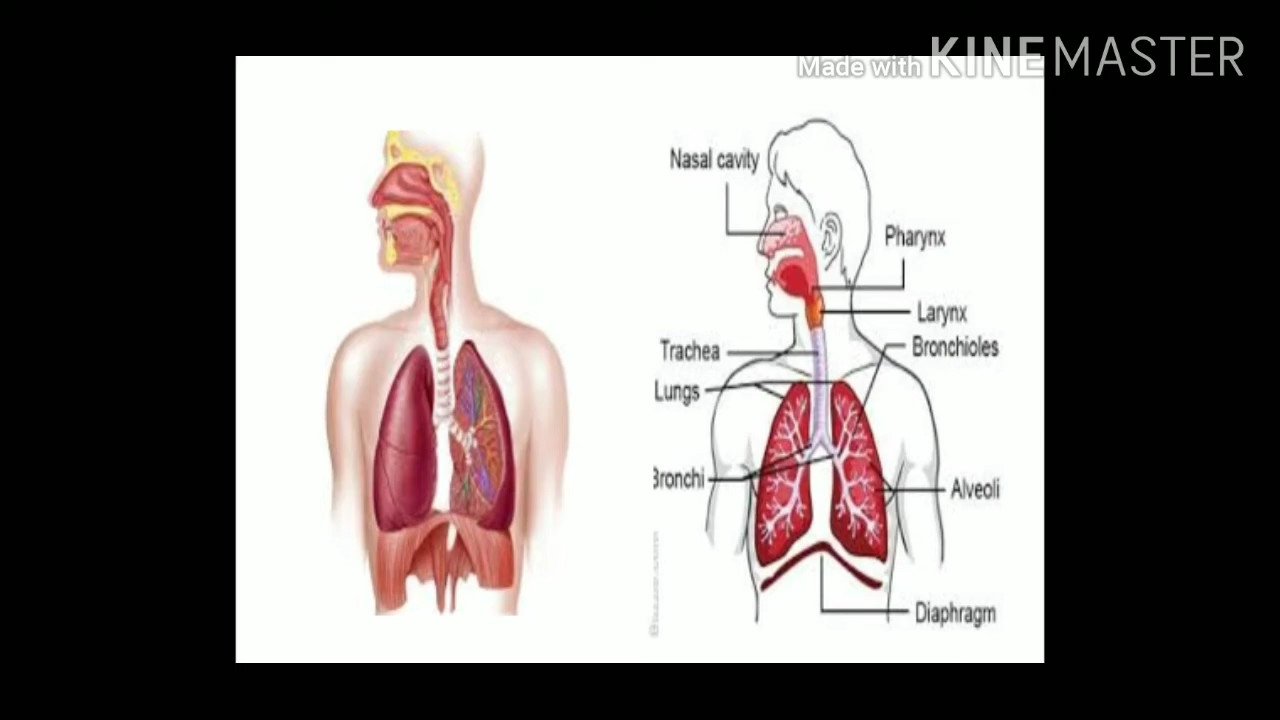 Made with KINEMASTER
Nasal cavity
Pharynx
Larynx
Bronchioles
Trachea
Lungs
Bronchi
Alveoli
Diaphragm